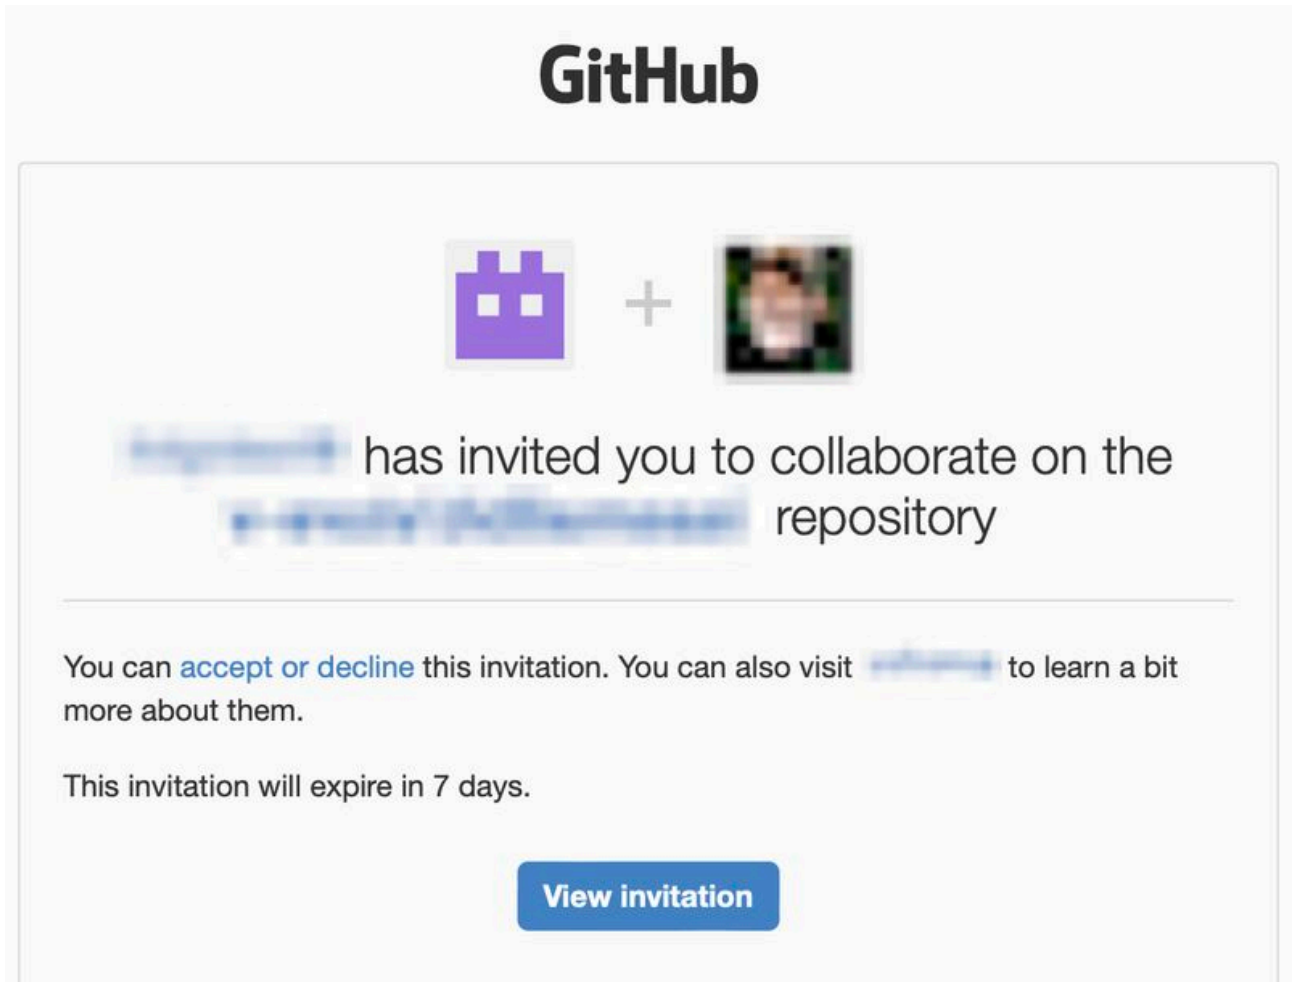 GitHub
has invited you to collaborate on the
repository
You can accept or decline this invitation. You can also visit to learn a bit
more about them.
This invitation will expire in 7 days.
View invitation